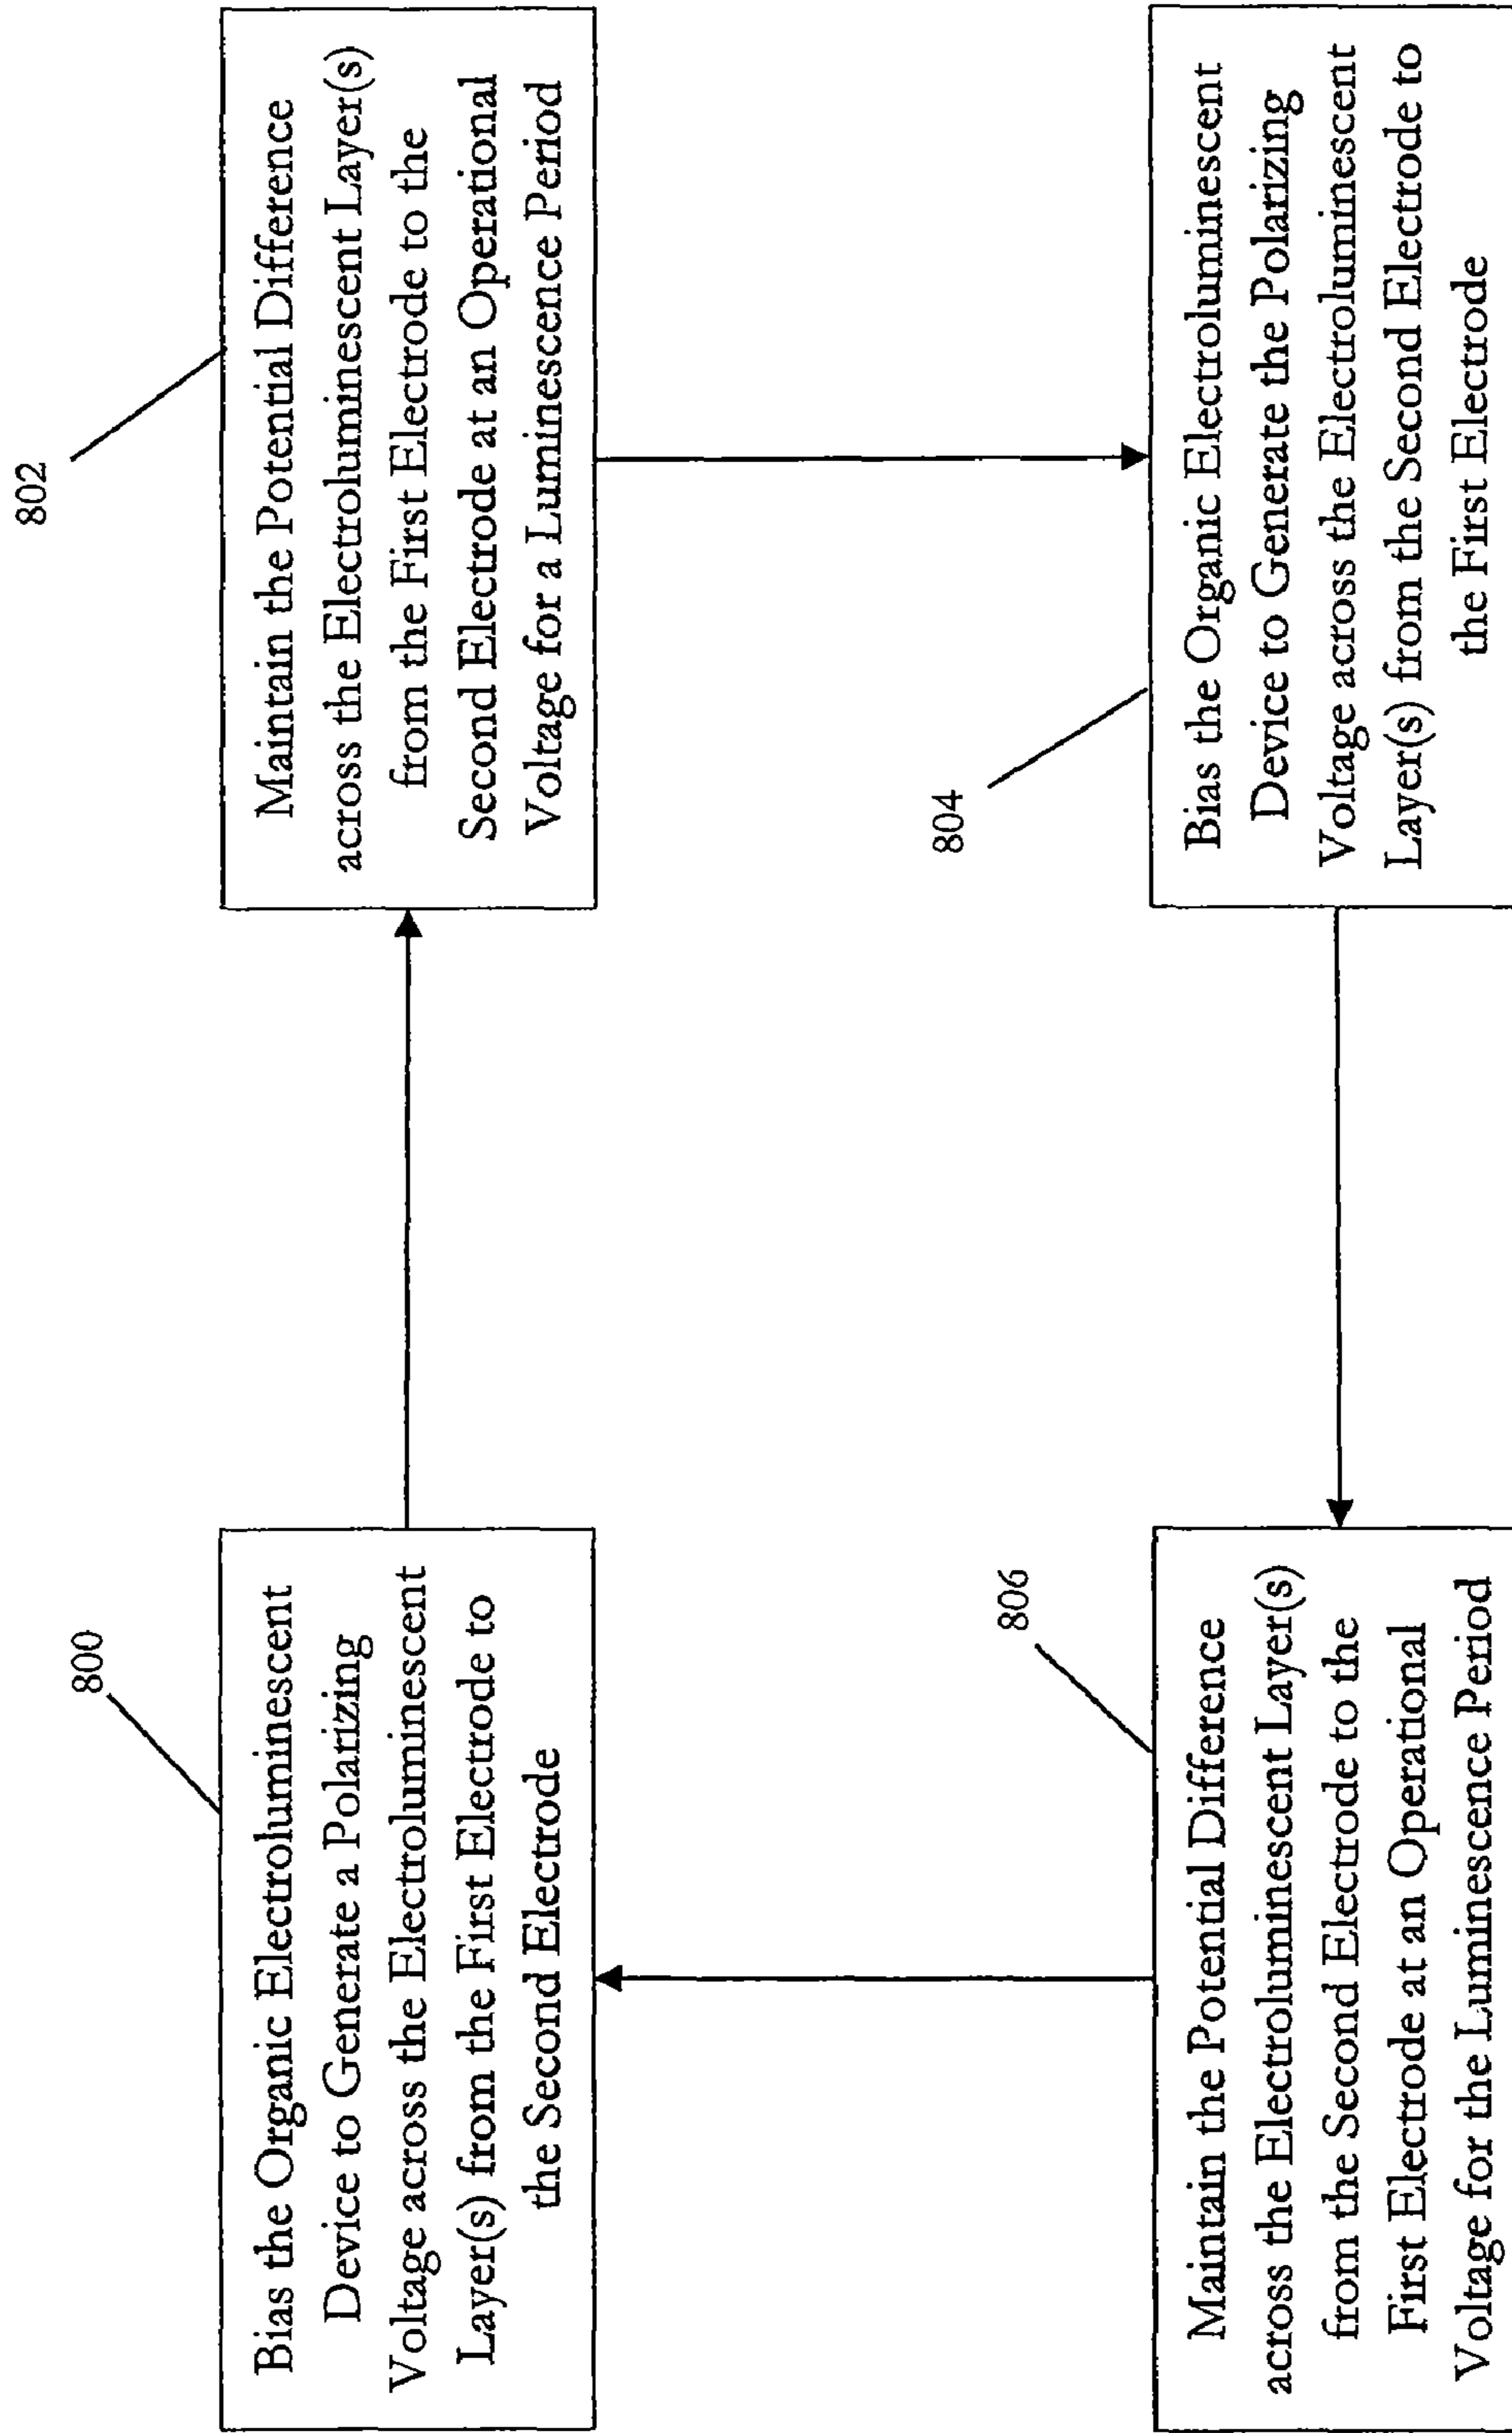 800
Bias the Organic Electroluminescent
Device to Generate a Polarizing
Voltage across the Electroluminescent
Layer(s) from the First Electrode to
the Second Electrode
802
Maintain the Potential Difference
across the Electroluminescent Layer(s)
from the First Electrode to the
Second Electrode at an Operational
Voltage for a Luminescence Period
804
Bias the Organic Electroluminescent
Device to Generate the Polarizing
Voltage across the Electroluminescent
Layer(s) from the Second Electrode to
the First Electrode
806
Maintain the Potential Difference
across the Electroluminescent Layer(s)
from the Second Electrode to the
First Electrode at an Operational
Voltage for the Luminescence Period